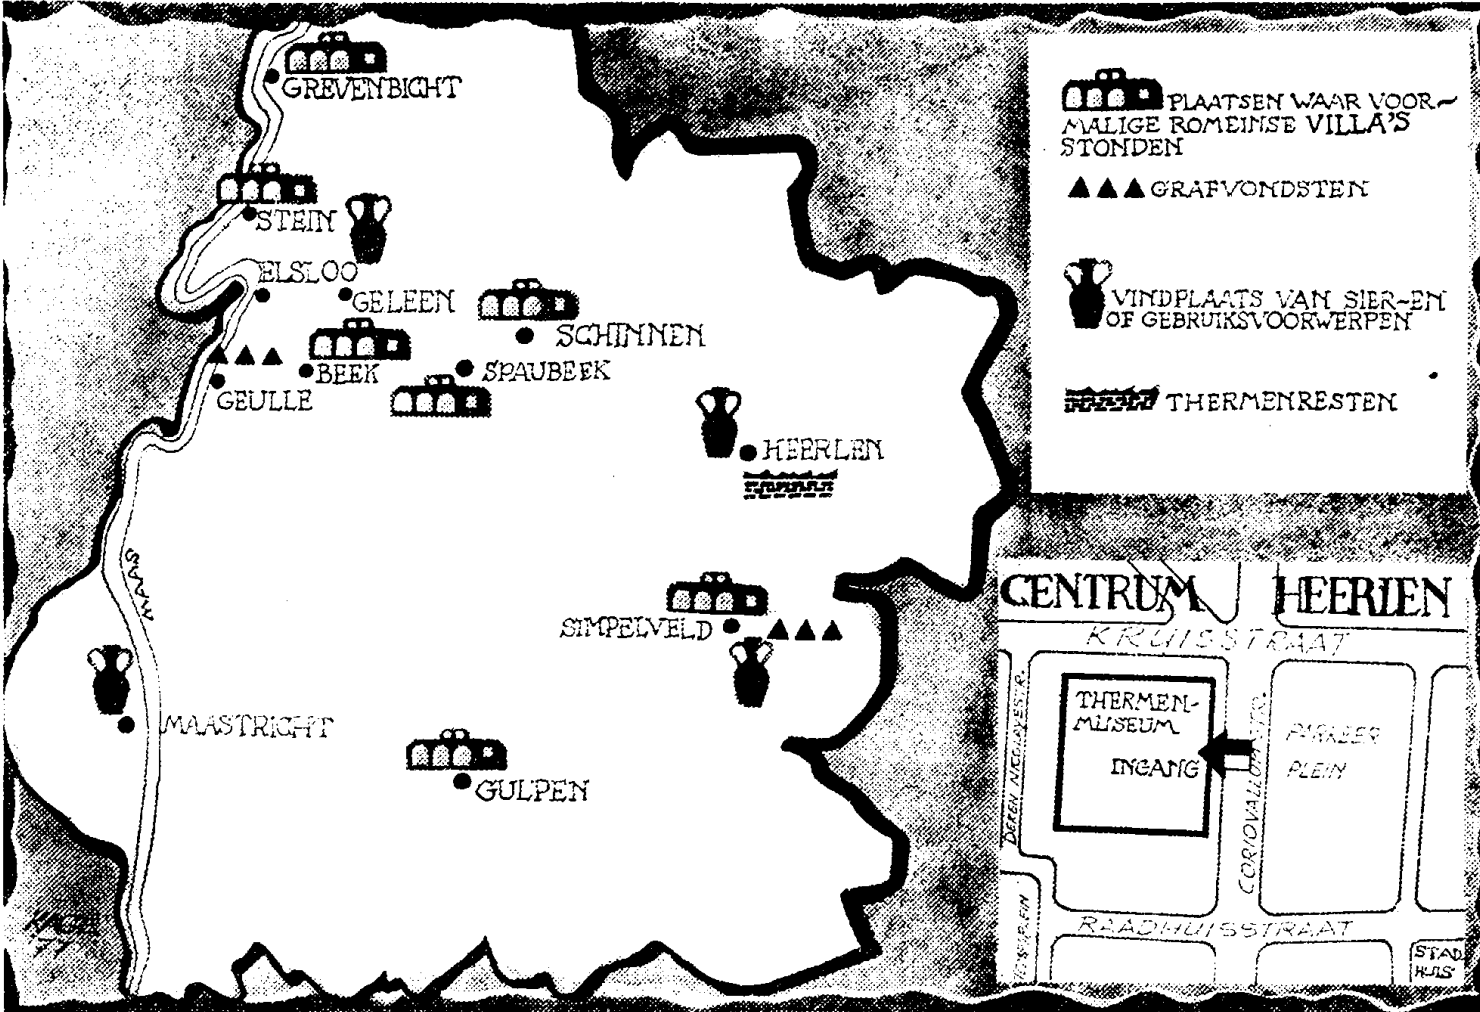 GREVENBICHT
STEIN
ELSLOO
GELEEN
SCHINNEN
BEEK
SPAUBEEK
GEULLE
HEERLEN
MAAS
SIMPELVELD
MAASTRICHT
GULPEN
PLAATSEN WAAR VOOR-
MALIGE ROMEINSE VILLA'S
STONDEN
GRAFVONDSTEN
VINDPLAATS VAN SIER-EN
OF GEBRUIKSVOORWERPEN
THERMENRESTEN
CENTRUM HEERLEN
KRUISSTRAAT
THERMEN-
MUSEUM
INGANG
CORIOVALLUMSTR.
PARKEER
PLEIN
RAADHUISSTRAAT
STAD
HUIS